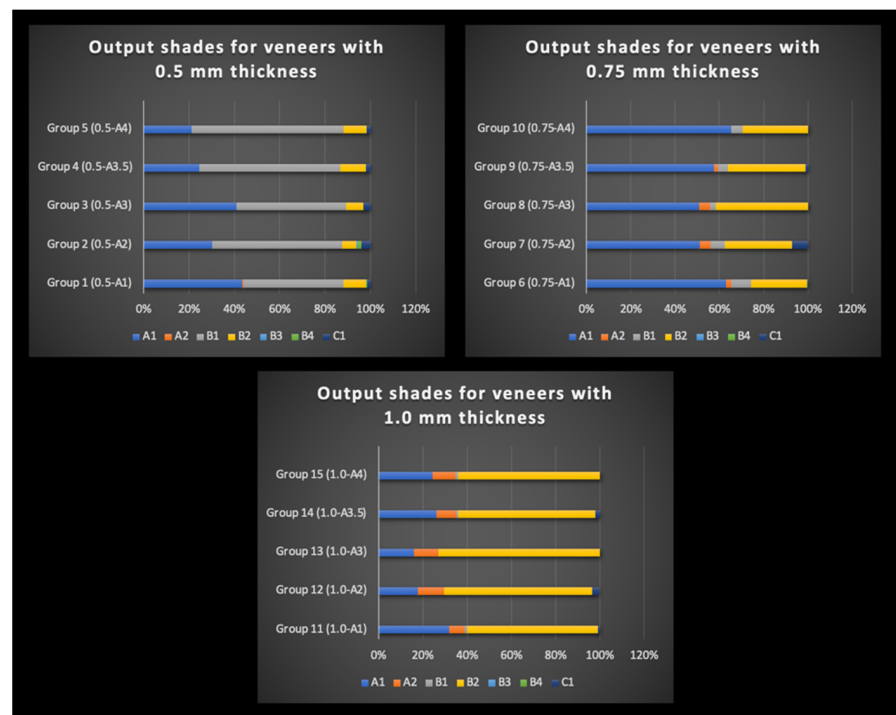 Output shades for veneers with
0.5 mm thickness
Group 5 (0.5-A4)
Group 4 (0.5-A3.5)
Group 3 (0.5-A3)
Group 2 (0.5-A2)
Group 1 (0.5-A1)
0% 20% 40% 60% 80% 100% 120%
A1 A2 B1 B2 B3 B4 C1
Output shades for veneers with
0.75 mm thickness
Group 10 (0.75-A4)
Group 9 (0.75-A3.5)
Group 8 (0.75-A3)
Group 7 (0.75-A2)
Group 6 (0.75-A1)
0% 20% 40% 60% 80% 100% 120%
A1 A2 B1 B2 B3 B4 C1
Output shades for veneers with
1.0 mm thickness
Group 15 (1.0-A4)
Group 14 (1.0-A3.5)
Group 13 (1.0-A3)
Group 12 (1.0-A2)
Group 11 (1.0-A1)
0% 20% 40% 60% 80% 100% 120%
A1 A2 B1 B2 B3 B4 C1